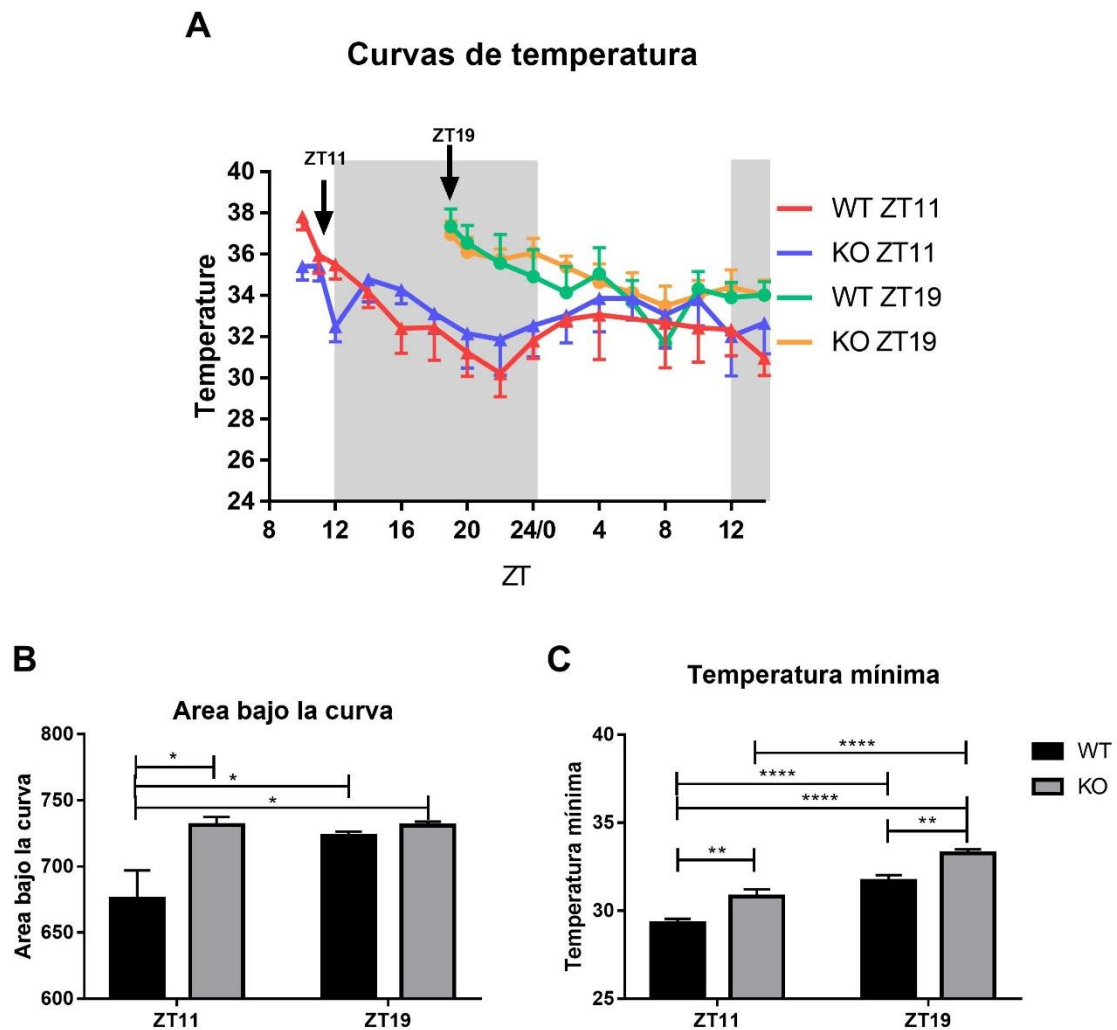 A
Curvas de temperatura
ZT11
ZT19
40
38
36
34
32
30
28
26
24
Temperature
8
12
16
20
24/0
4
8
12
ZT
WT ZT11
KO ZT11
WT ZT19
KO ZT19
B
Area bajo la curva
800
750
700
650
600
Area bajo la curva
*
*
*
ZT11
ZT19
C
Temperatura mínima
40
35
30
25
Temperatura mínima
****
****
****
**
**
ZT11
ZT19
WT
KO